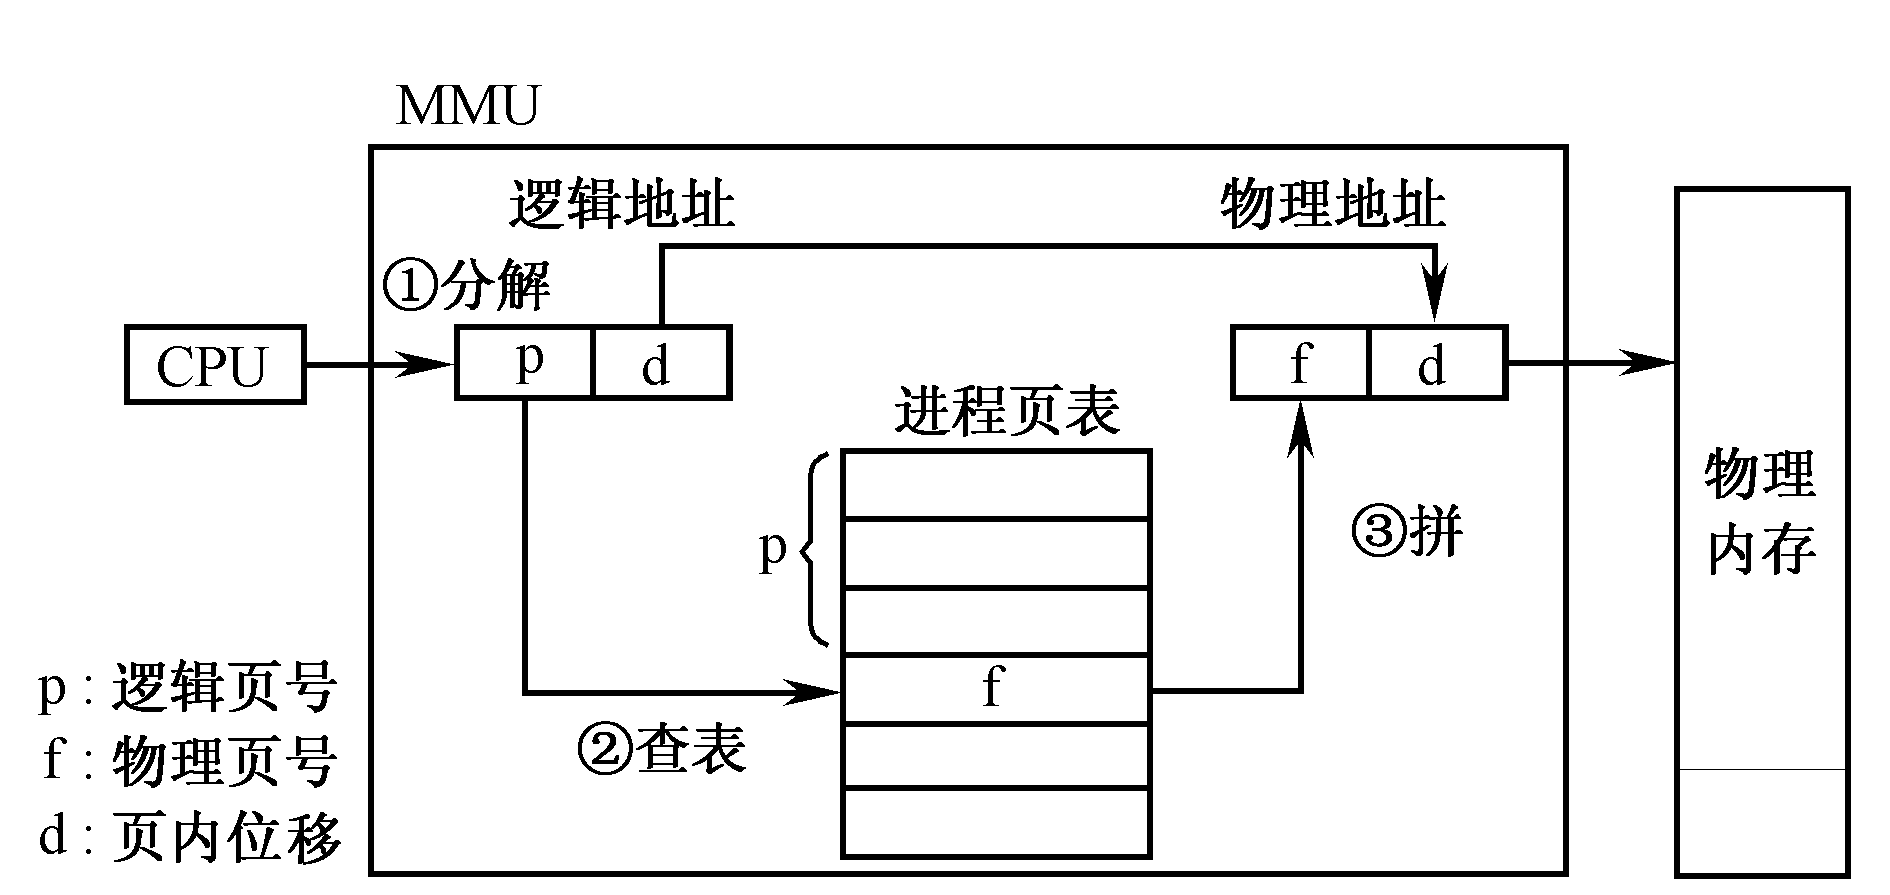 MMU
逻辑地址
物理地址
①分解
CPU
p d
f d
进程页表
p
③拼
物理
内存
f
②查表
p : 逻辑页号
f : 物理页号
d : 页内位移